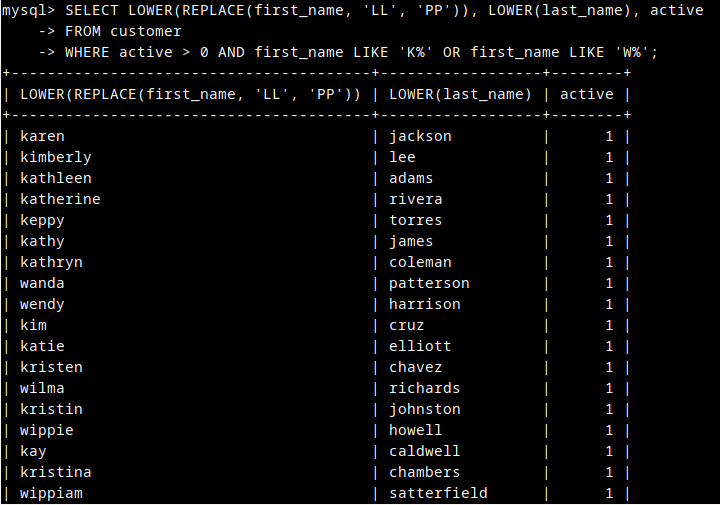 mysql> SELECT LOWER(REPLACE(first_name, 'LL', 'PP')), LOWER(last_name), active
    -> FROM customer
    -> WHERE active > 0 AND first_name LIKE 'K%' OR first_name LIKE 'W%';
+----------------------------------------+------------------+--------+
| LOWER(REPLACE(first_name, 'LL', 'PP')) | LOWER(last_name) | active |
+----------------------------------------+------------------+--------+
| karen                                  | jackson          |      1 |
| kimberly                               | lee              |      1 |
| kathleen                               | adams            |      1 |
| katherine                              | rivera           |      1 |
| keppy                                  | torres           |      1 |
| kathy                                  | james            |      1 |
| kathryn                                | coleman          |      1 |
| wanda                                  | patterson        |      1 |
| wendy                                  | harrison         |      1 |
| kim                                    | cruz             |      1 |
| katie                                  | elliott          |      1 |
| kristen                                | chavez           |      1 |
| wilma                                  | richards         |      1 |
| kristin                                | johnston         |      1 |
| wippie                                 | howell           |      1 |
| kay                                    | caldwell         |      1 |
| kristina                               | chambers         |      1 |
| wippiam                                | satterfield      |      1 |